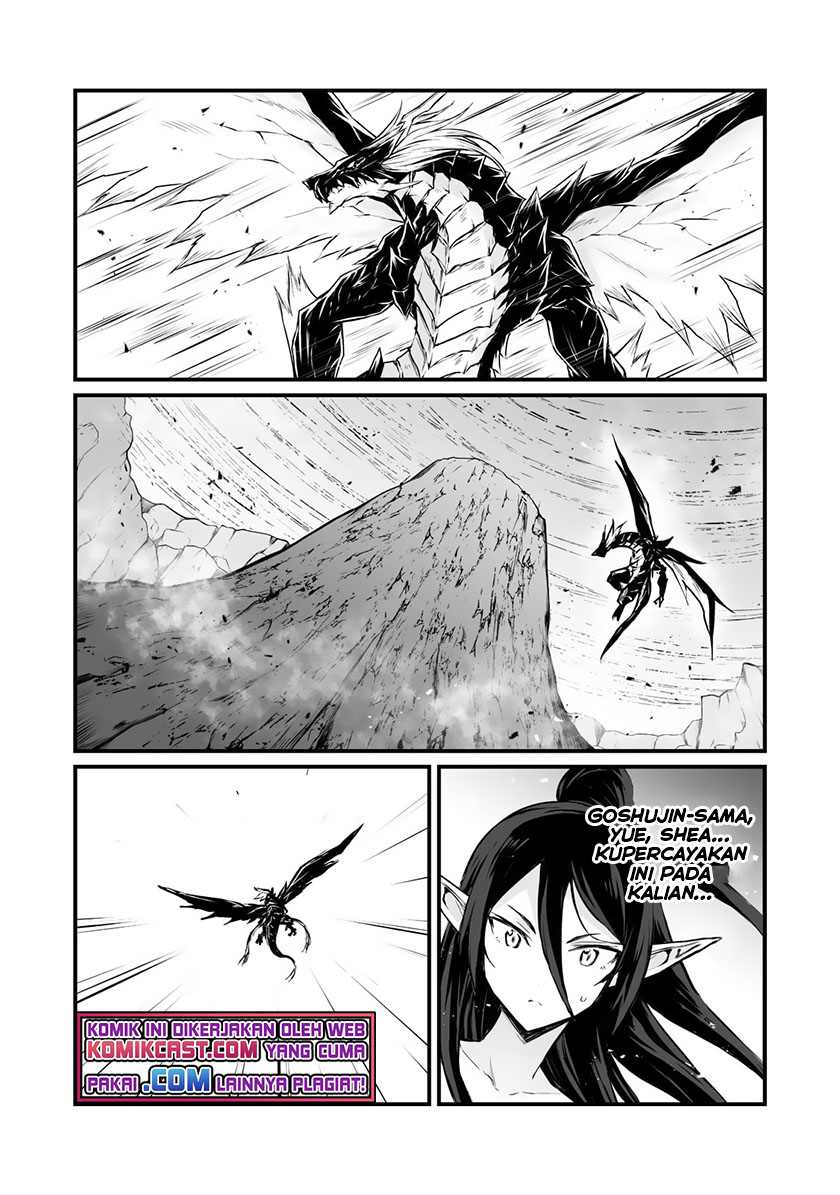 GOSHUJIN-SAMA,
YUE, SHEA...
KUPERCAYAKAN
INI PADA
KALIAN...
KOMIK INI DIKERJAKAN OLEH WEB
KOMIKCAST.COM YANG CUMA
PAKAI .COM LAINNYA PLAGIAT!